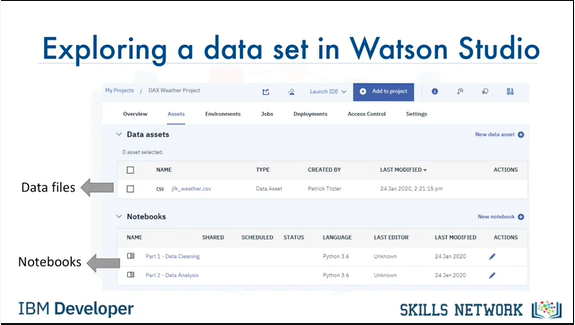 Exploring a data set in Watson Studio
My Projects / DAX Weather Project
Launch IDE
Add to project
Overview Assets Environments Jobs Deployments Access Control Settings
Data assets
New data asset
0 asset selected.
NAME TYPE CREATED BY LAST MODIFIED ACTIONS
CSV jfk_weather.csv Data Asset Patrick Titzler 24 Jan 2020, 2:21:15 pm
Data files
Notebooks
New notebook
NAME SHARED SCHEDULED STATUS LANGUAGE LAST EDITOR LAST MODIFIED ACTIONS
Part 1 - Data Cleaning Python 3.6 Unknown 24 Jan 2020
Notebooks
Part 2 - Data Analysis Python 3.6 Unknown 24 Jan 2020
IBM Developer
SKILLS NETWORK